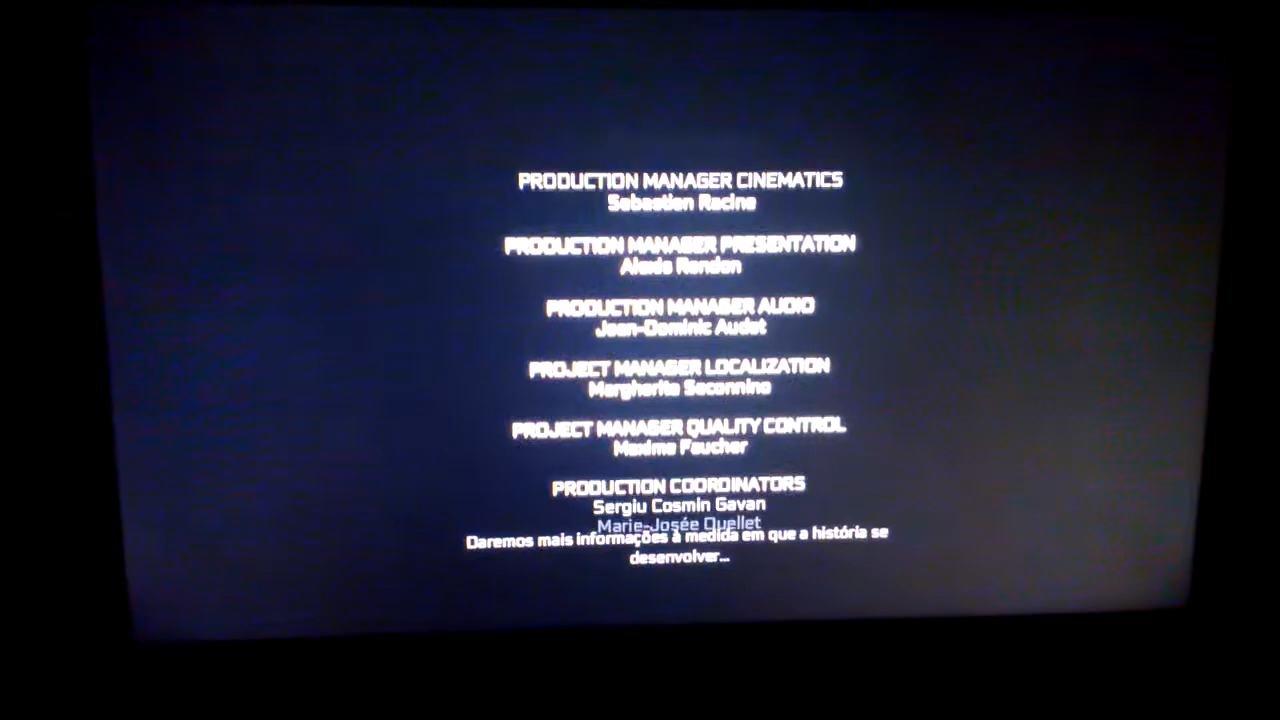 PRODUCTION MANAGER CINEMATICS
Sebastien Racine
PRODUCTION MANAGER PRESENTATION
Alexis Rondon
PRODUCTION MANAGER AUDIO
Jean-Dominic Audet
PROJECT MANAGER LOCALIZATION
Margherita Seconnino
PROJECT MANAGER QUALITY CONTROL
Maxime Faucher
PRODUCTION COORDINATORS
Sergiu Cosmin Gavan
Marie-Josée Ouellet
Daremos mais informações à medida em que a história se
desenvolver...